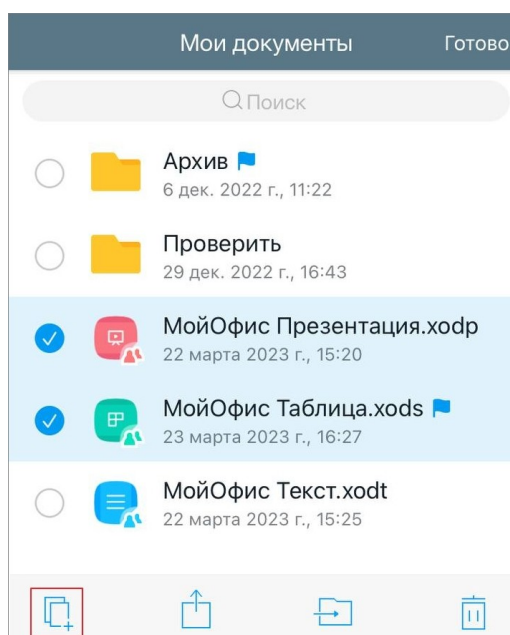 Мои документы Готово
Поиск
Архив
6 дек. 2022 г., 11:22
Проверить
29 дек. 2022 г., 16:43
МойОфис Презентация.xodp
22 марта 2023 г., 15:20
МойОфис Таблица.xods
23 марта 2023 г., 16:27
МойОфис Текст.xodt
22 марта 2023 г., 15:25